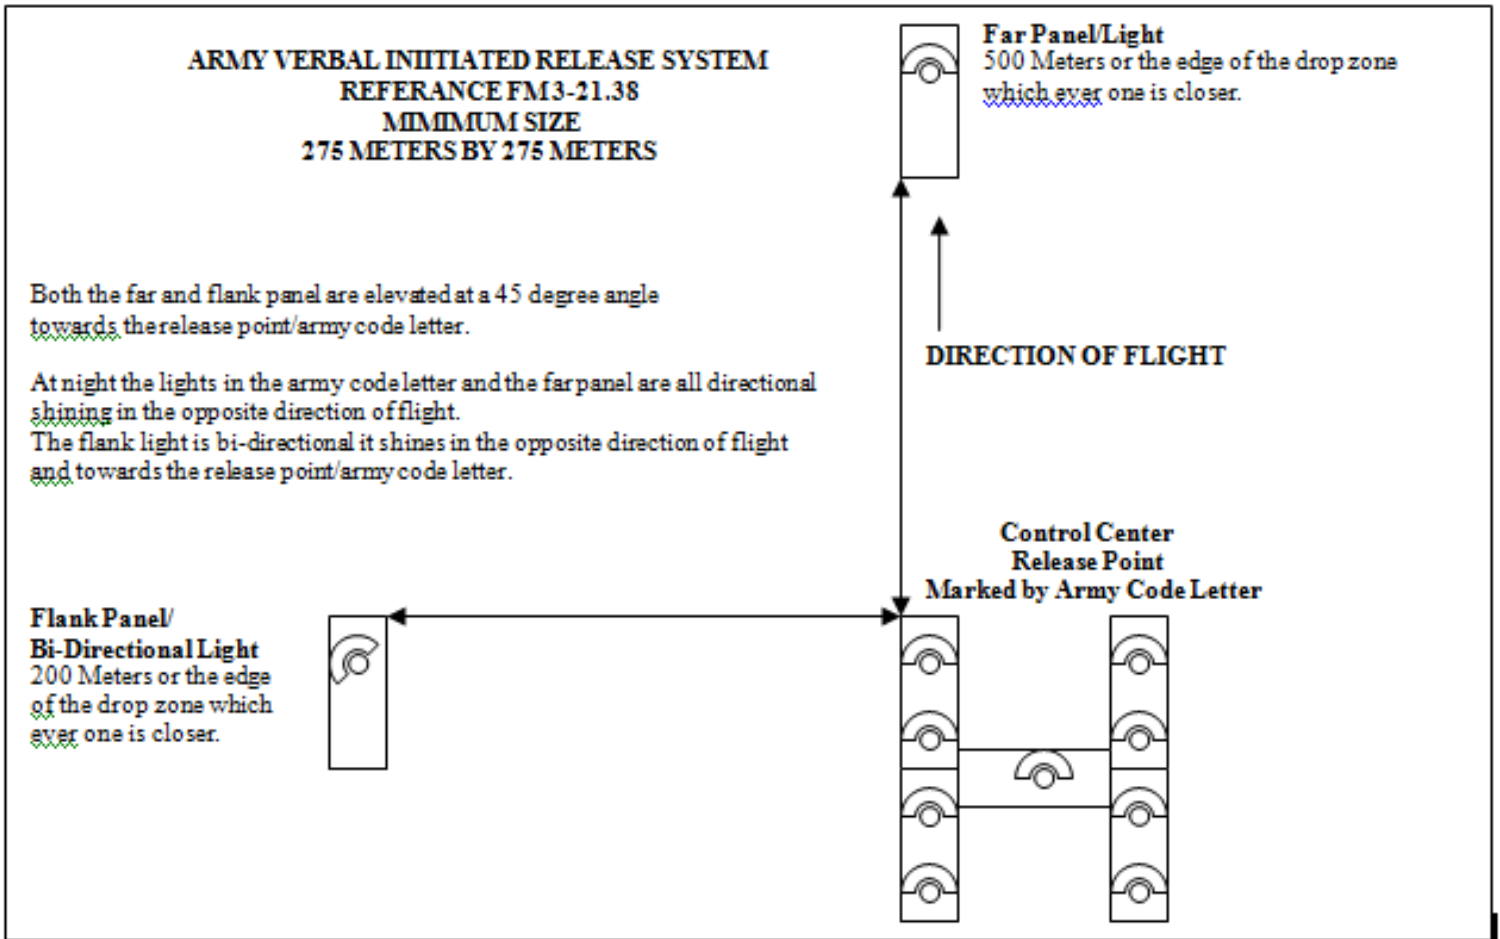 ARMY VERBAL INIITIATED RELEASE SYSTEM
REFERANCE FM 3-21.38
MIMIMUM SIZE
275 METERS BY 275 METERS
Far Panel/Light
500 Meters or the edge of the drop zone
which ever one is closer.
Both the far and flank panel are elevated at a 45 degree angle
towards the release point/army code letter.
At night the lights in the army code letter and the far panel are all directional
shining in the opposite direction of flight.
The flank light is bi-directional it shines in the opposite direction of flight
and towards the release point/army code letter.
DIRECTION OF FLIGHT
Control Center
Release Point
Marked by Army Code Letter
Flank Panel/
Bi-Directional Light
200 Meters or the edge
of the drop zone which
ever one is closer.